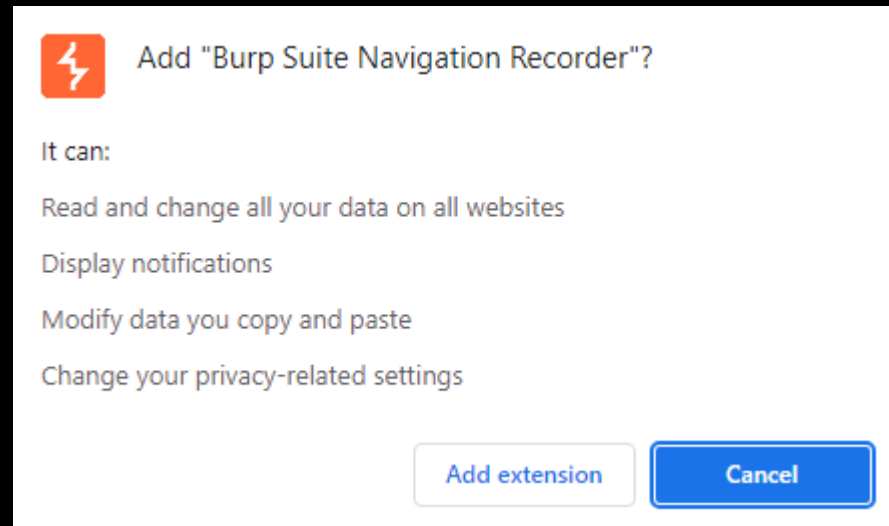 Add "Burp Suite Navigation Recorder"?
It can:
Read and change all your data on all websites
Display notifications
Modify data you copy and paste
Change your privacy-related settings
Add extension
Cancel